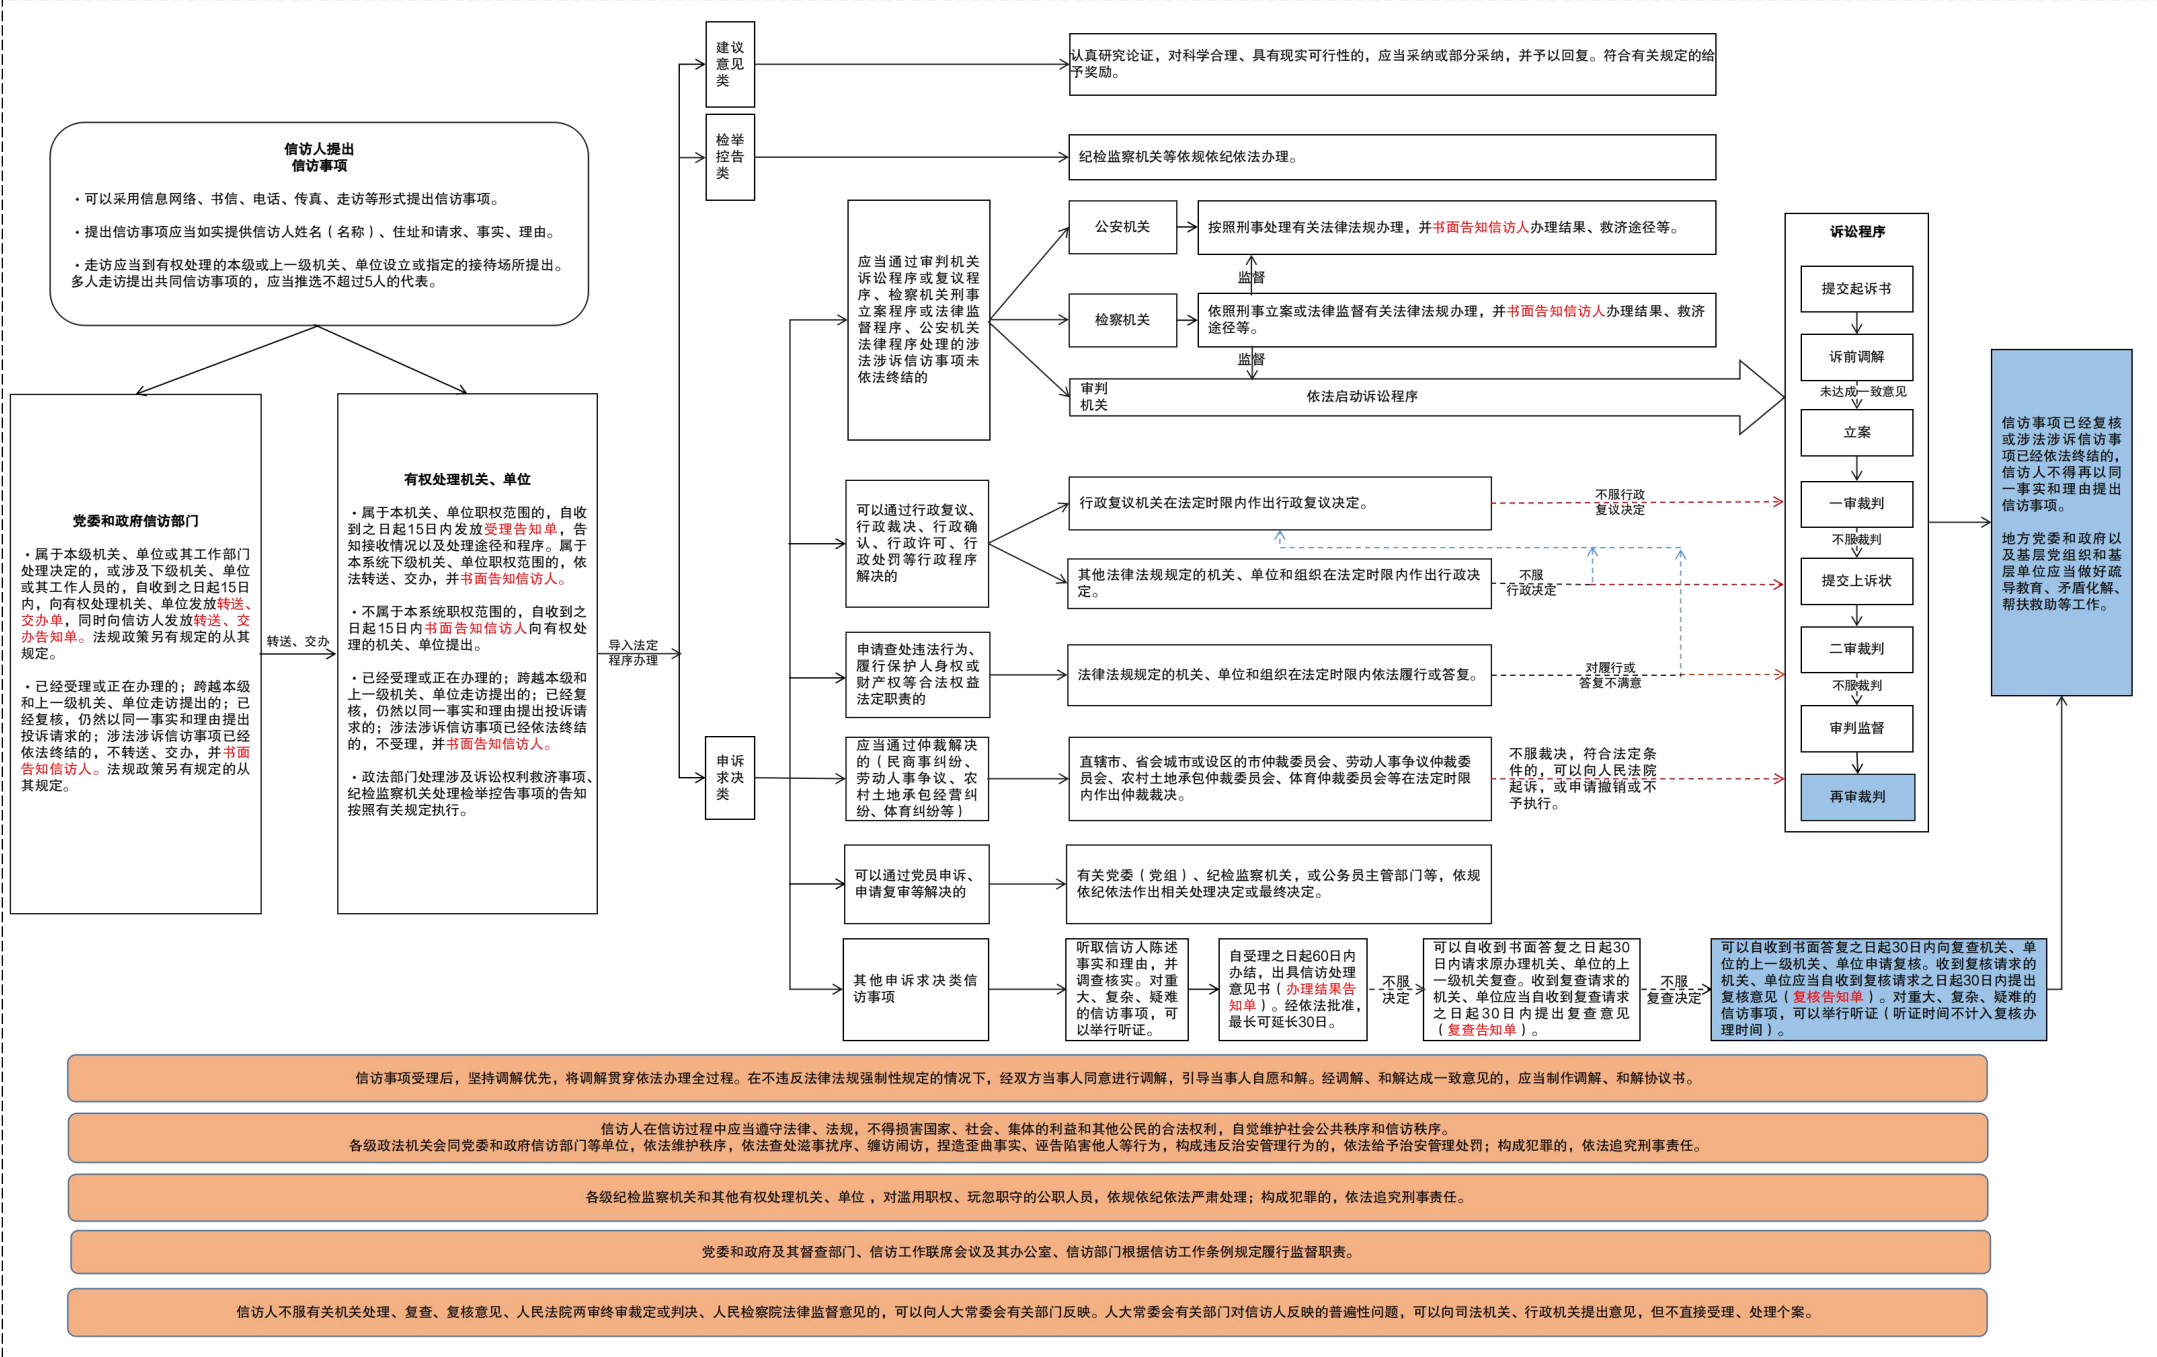 信访人提出
信访事项
·可以采用信息网络、书信、电话、传真、走访等形式提出信访事项。
·提出信访事项应当如实提供信访人姓名（名称）、住址和请求、事实、理由。
·走访应当到有权处理的本级或上一级机关、单位设立或指定的接待场所提出。
多人走访提出共同信访事项的，应当推选不超过5人的代表。
党委和政府信访部门
·属于本级机关、单位或其工作部门
处理决定的，或涉及下级机关、单位
或其工作人员的，自收到之日起15日
内，向有权处理机关、单位发放转送、
交办单，同时向信访人发放转送、交
办告知单。法规政策另有规定的从其
规定。
·已经受理或正在办理的；跨越本级
和上一级机关、单位走访提出的；已
经复核，仍然以同一事实和理由提出
投诉请求的；涉法涉诉信访事项已经
依法终结的，不转送、交办，并书面
告知信访人。法规政策另有规定的从
其规定。
转送、交办
有权处理机关、单位
·属于本机关、单位职权范围的，自收
到之日起15日内发放受理告知单，告
知接收情况以及处理途径和程序。属于
本系统下级机关、单位职权范围的，依
法转送、交办，并书面告知信访人。
·不属于本系统职权范围的，自收到之
日起15日内书面告知信访人向有权处
理的机关、单位提出。
·已经受理或正在办理的；跨越本级和
上一级机关、单位走访提出的；已经复
核，仍然以同一事实和理由提出投诉请
求的；涉法涉诉信访事项已经依法终结
的，不受理，并书面告知信访人。
·政法部门处理涉及诉讼权利救济事项、
纪检监察机关处理检举控告事项的告知
按照有关规定执行。
导入法定
程序办理
建议
意见
类
认真研究论证，对科学合理、具有现实可行性的，应当采纳或部分采纳，并予以回复。符合有关规定的给
予奖励。
检举
控告
类
纪检监察机关等依规依纪依法办理。
申诉
求决
类
应当通过审判机关
诉讼程序或复议程
序、检察机关刑事
立案程序或法律监
督程序、公安机关
法律程序处理的涉
法涉诉信访事项未
依法终结的
公安机关
按照刑事处理有关法律法规办理，并书面告知信访人办理结果、救济途径等。
监督
检察机关
依照刑事立案或法律监督有关法律法规办理，并书面告知信访人办理结果、救济
途径等。
监督
审判
机关
依法启动诉讼程序
可以通过行政复议、
行政裁决、行政确
认、行政许可、行
政处罚等行政程序
解决的
行政复议机关在法定时限内作出行政复议决定。
不服行政
复议决定
其他法律法规规定的机关、单位和组织在法定时限内作出行政决
定。
不服
行政决定
申请查处违法行为、
履行保护人身权或
财产权等合法权益
法定职责的
法律法规规定的机关、单位和组织在法定时限内依法履行或答复。
对履行或
答复不满意
应当通过仲裁解决
的（民商事纠纷、
劳动人事争议、农
村土地承包经营纠
纷、体育纠纷等）
直辖市、省会城市或设区的市仲裁委员会、劳动人事争议仲裁委
员会、农村土地承包仲裁委员会、体育仲裁委员会等在法定时限
内作出仲裁裁决。
不服裁决，符合法定条
件的，可以向人民法院
起诉，或申请撤销或不
予执行。
可以通过党员申诉、
申请复审等解决的
有关党委（党组）、纪检监察机关，或公务员主管部门等，依规
依纪依法作出相关处理决定或最终决定。
其他申诉求决类信
访事项
听取信访人陈述
事实和理由，并
调查核实。对重
大、复杂、疑难
的信访事项，可
以举行听证。
自受理之日起60日内
办结，出具信访处理
意见书（办理结果告
知单）。经依法批准，
最长可延长30日。
不服
决定
可以自收到书面答复之日起30
日内请求原办理机关、单位的上
一级机关复查。收到复查请求的
机关、单位应当自收到复查请求
之日起30日内提出复查意见
（复查告知单）。
不服
复查决定
可以自收到书面答复之日起30日内向复查机关、单
位的上一级机关、单位申请复核。收到复核请求的
机关、单位应当自收到复核请求之日起30日内提出
复核意见（复核告知单）。对重大、复杂、疑难的
信访事项，可以举行听证（听证时间不计入复核办
理时间）。
诉讼程序
提交起诉书
诉前调解
未达成一致意见
立案
一审裁判
不服裁判
提交上诉状
二审裁判
不服裁判
审判监督
再审裁判
信访事项已经复核
或涉法涉诉信访事
项已经依法终结的，
信访人不得再以同
一事实和理由提出
信访事项。
地方党委和政府以
及基层党组织和基
层单位应当做好疏
导教育、矛盾化解、
帮扶救助等工作。
信访事项受理后，坚持调解优先，将调解贯穿依法办理全过程。在不违反法律法规强制性规定的情况下，经双方当事人同意进行调解，引导当事人自愿和解。经调解、和解达成一致意见的，应当制作调解、和解协议书。
信访人在信访过程中应当遵守法律、法规，不得损害国家、社会、集体的利益和其他公民的合法权利，自觉维护社会公共秩序和信访秩序。
各级政法机关会同党委和政府信访部门等单位，依法维护秩序，依法查处滋事扰序、缠访闹访，捏造歪曲事实、诬告陷害他人等行为，构成违反治安管理行为的，依法给予治安管理处罚；构成犯罪的，依法追究刑事责任。
各级纪检监察机关和其他有权处理机关、单位，对滥用职权、玩忽职守的公职人员，依规依纪依法严肃处理；构成犯罪的，依法追究刑事责任。
党委和政府及其督查部门、信访工作联席会议及其办公室、信访部门根据信访工作条例规定履行监督职责。
信访人不服有关机关处理、复查、复核意见、人民法院两审终审裁定或判决、人民检察院法律监督意见的，可以向人大常委会有关部门反映。人大常委会有关部门对信访人反映的普遍性问题，可以向司法机关、行政机关提出意见，但不直接受理、处理个案。